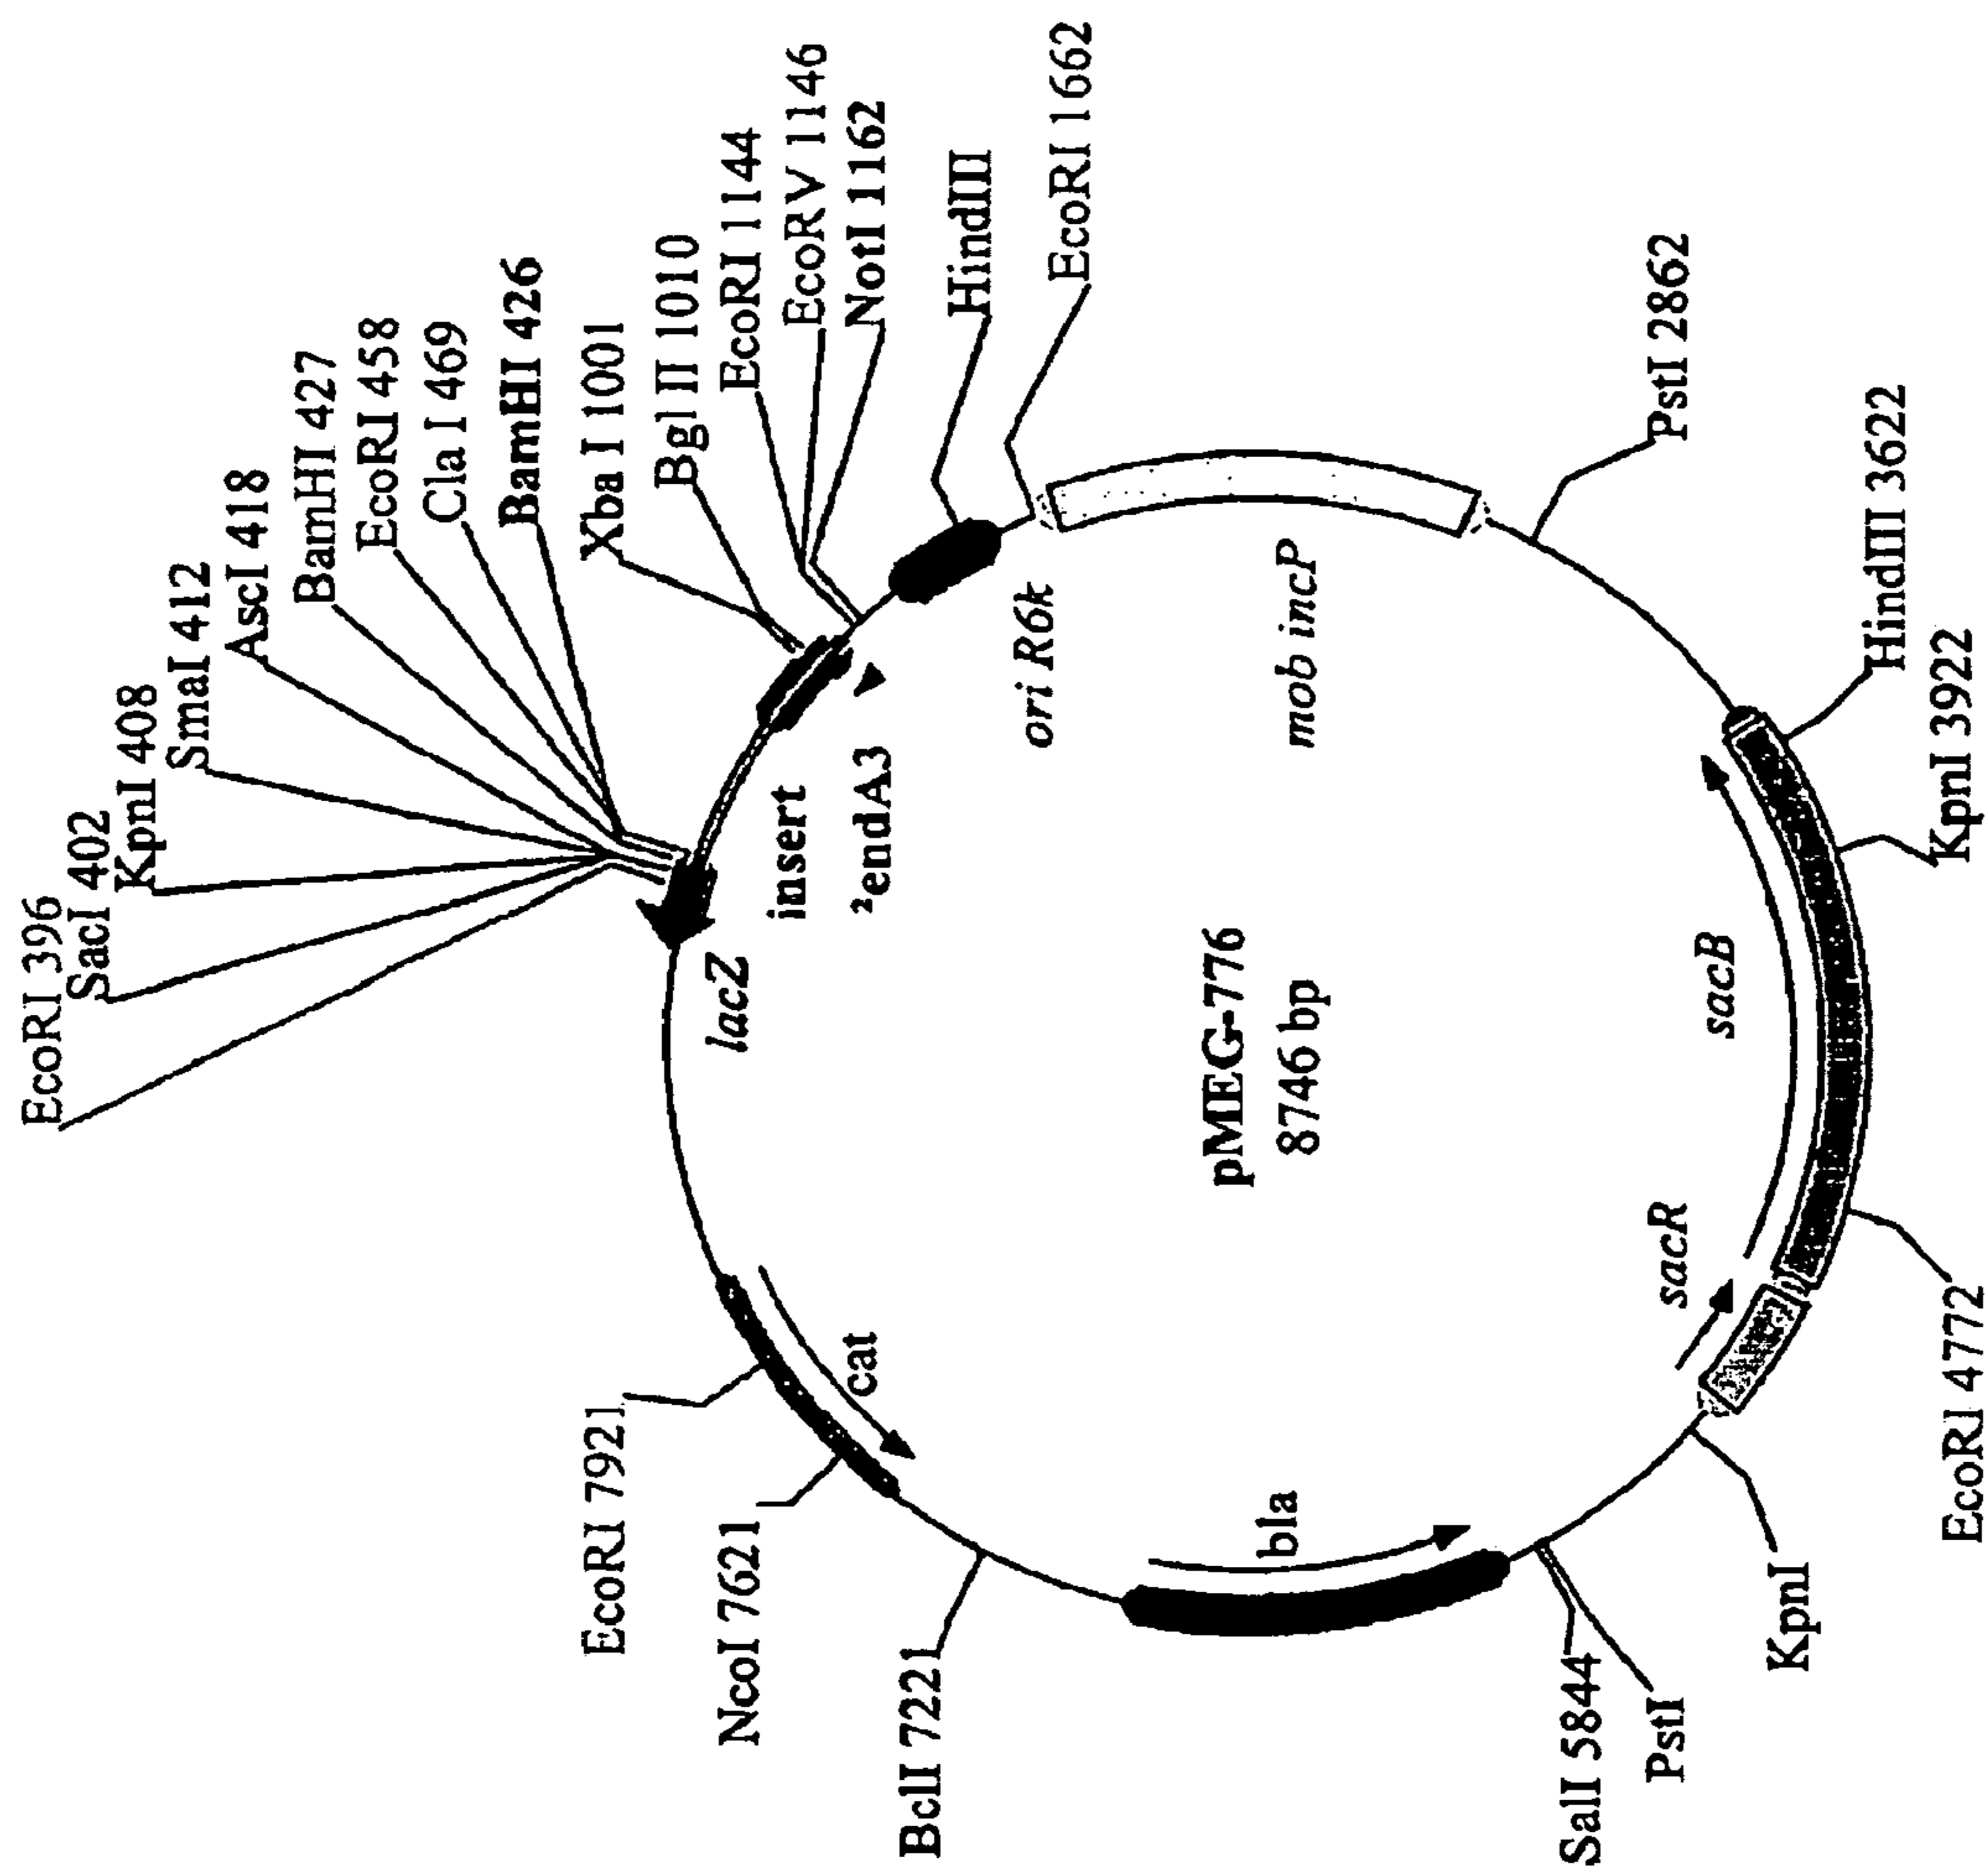 EcoRI 396
SacI 402
KpnI 408
SmaI 412
AscI 418
BamHI 427
EcoRI 458
Cla I 469
BamHI 426
Xba I 1001
Bgl II 1010
EcoRI 1144
EcoRV 1146
NotI 1162
HindIII
EcoRI 1662
PstI 2862
HindIII 3622
KpnI 3922
EcoRI 4772
KpnI
PstI
SalI 5844
BclI 7221
NcoI 7621
EcoRI 7921
lacZ
insert
²endA3
ori R6k
mob incP
sacB
sacR
bla
cat
pMEG-776
8746 bp